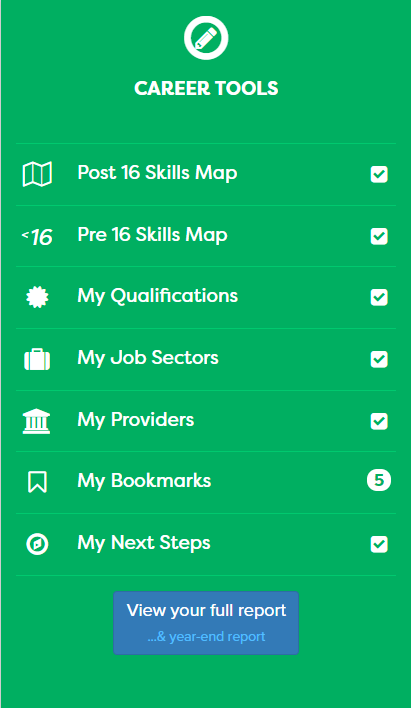 CAREER TOOLS
Post 16 Skills Map
<16 Pre 16 Skills Map
My Qualifications
My Job Sectors
My Providers
My Bookmarks 5
My Next Steps
View your full report
...& year-end report